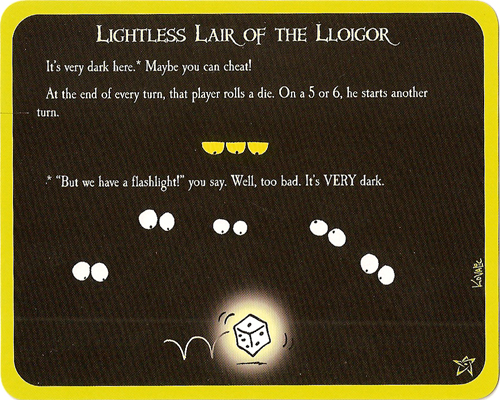 Lightless Lair of the Lloigor
It's very dark here.* Maybe you can cheat!
At the end of every turn, that player rolls a die. On a 5 or 6, he starts another
turn.
* "But we have a flashlight!" you say. Well, too bad. It's VERY dark.
Kovalic